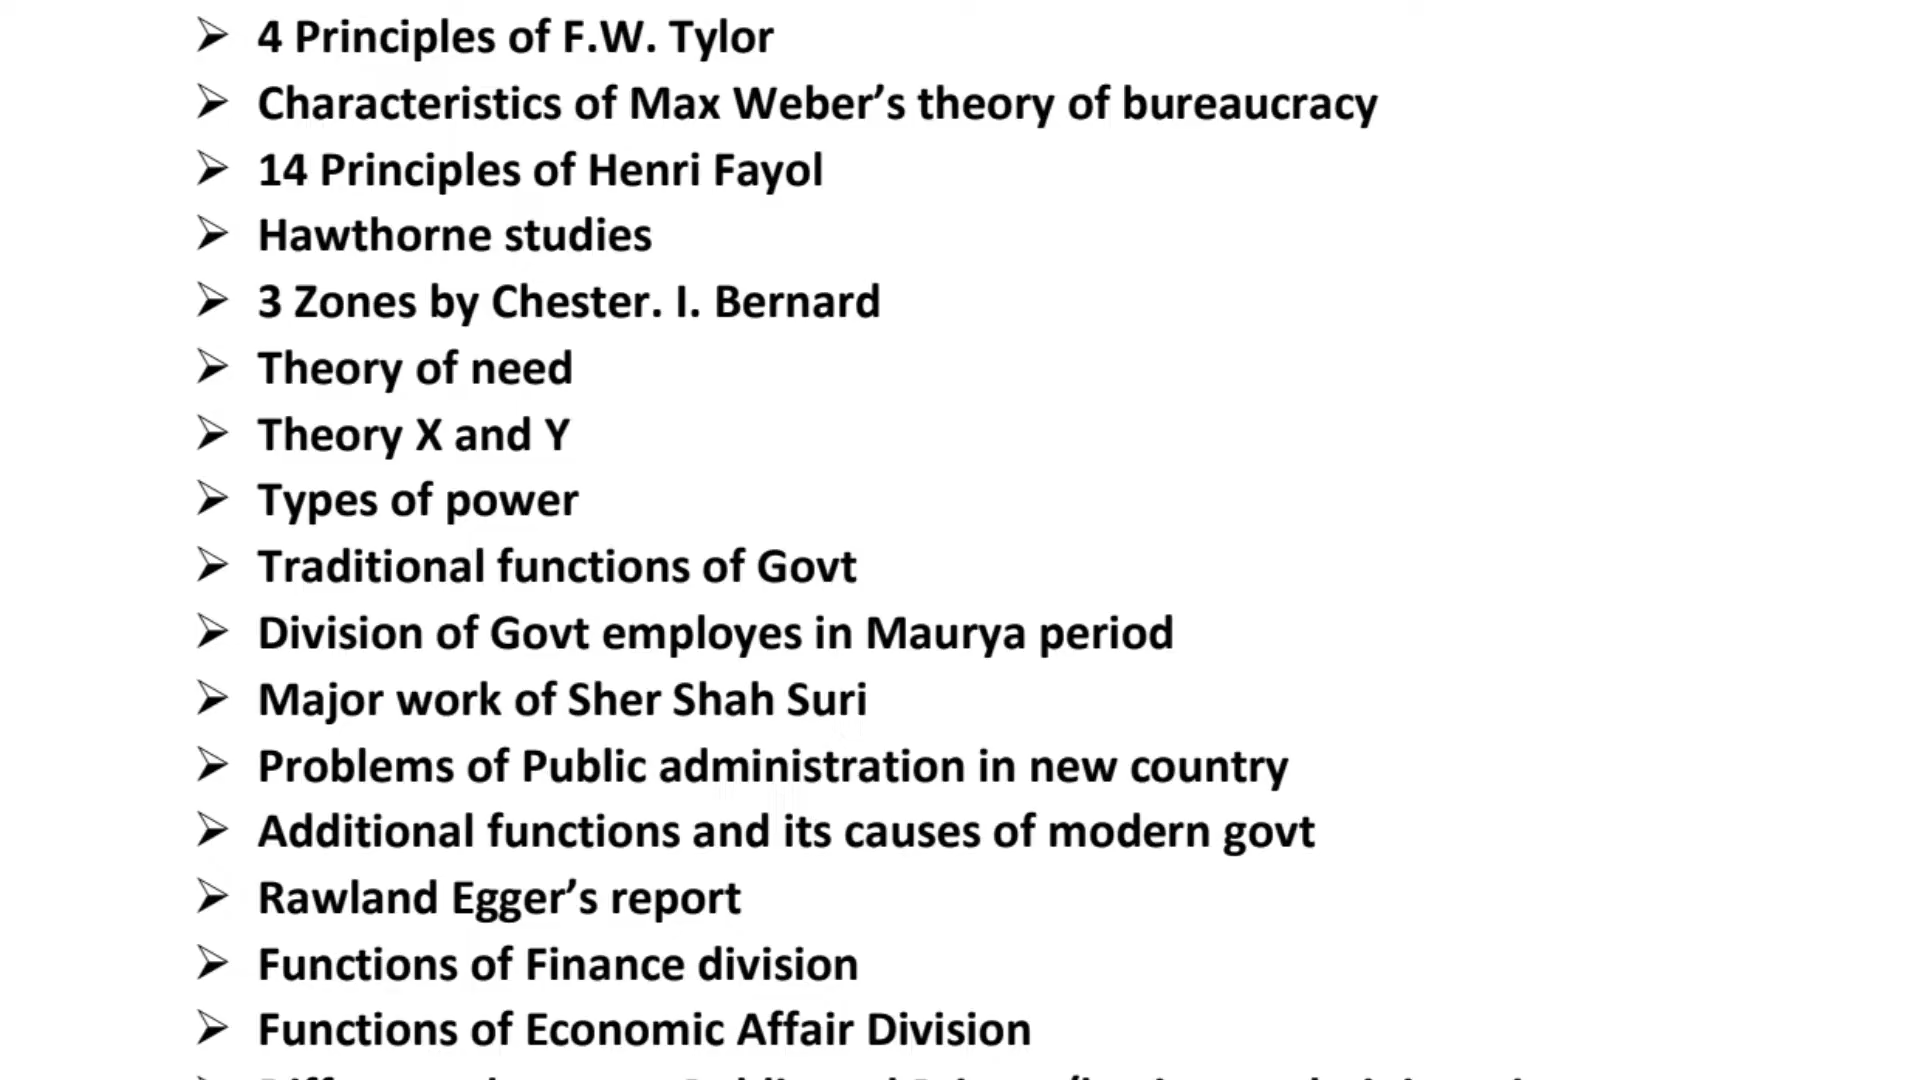 ➢ 4 Principles of F.W. Tylor
➢ Characteristics of Max Weber’s theory of bureaucracy
➢ 14 Principles of Henri Fayol
➢ Hawthorne studies
➢ 3 Zones by Chester. I. Bernard
➢ Theory of need
➢ Theory X and Y
➢ Types of power
➢ Traditional functions of Govt
➢ Division of Govt employes in Maurya period
➢ Major work of Sher Shah Suri
➢ Problems of Public administration in new country
➢ Additional functions and its causes of modern govt
➢ Rawland Egger’s report
➢ Functions of Finance division
➢ Functions of Economic Affair Division